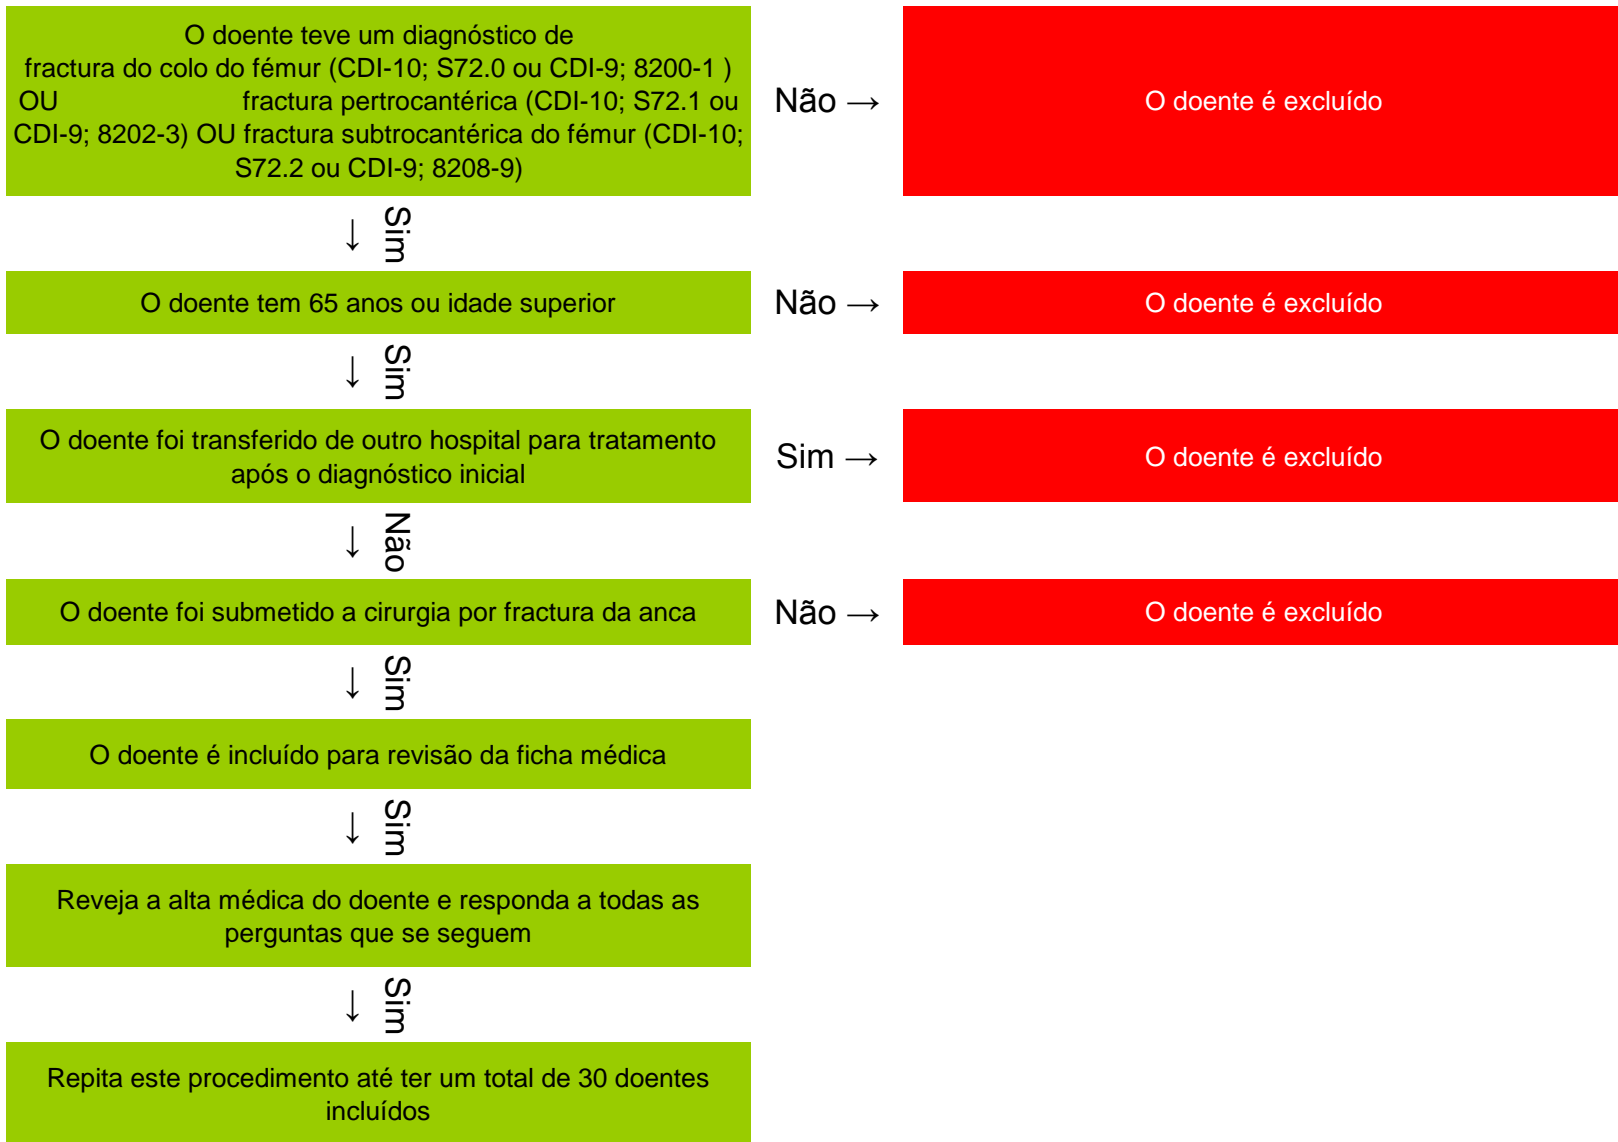 O doente teve um diagnóstico de
fractura do colo do fémur (CDI-10; S72.0 ou CDI-9; 8200-1 )
OU fractura pertrocantérica (CDI-10; S72.1 ou
CDI-9; 8202-3) OU fractura subtrocantérica do fémur (CDI-10;
S72.2 ou CDI-9; 8208-9)
Não →
O doente é excluído
↓ Sim
O doente tem 65 anos ou idade superior
Não →
O doente é excluído
↓ Sim
O doente foi transferido de outro hospital para tratamento
após o diagnóstico inicial
Sim →
O doente é excluído
↓ Não
O doente foi submetido a cirurgia por fractura da anca
Não →
O doente é excluído
↓ Sim
O doente é incluído para revisão da ficha médica
↓ Sim
Reveja a alta médica do doente e responda a todas as
perguntas que se seguem
↓ Sim
Repita este procedimento até ter um total de 30 doentes
incluídos